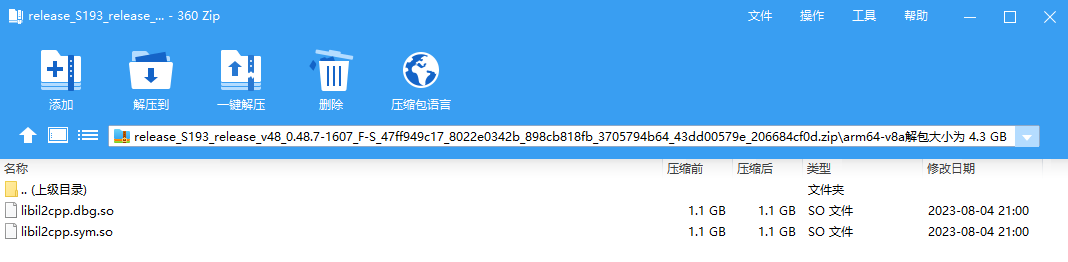 release_S193_release_... - 360 Zip
文件 操作 工具 帮助
添加 解压到 一键解压 删除 压缩包语言
release_S193_release_v48_0.48.7-1607_F-S_47ff949c17_8022e0342b_898cb818fb_3705794b64_43dd00579e_206684cf0d.zip\arm64-v8a解包大小为 4.3 GB
名称 压缩前 压缩后 类型 修改日期
.. (上级目录) 文件夹
libil2cpp.dbg.so 1.1 GB 1.1 GB SO 文件 2023-08-04 21:00
libil2cpp.sym.so 1.1 GB 1.1 GB SO 文件 2023-08-04 21:00